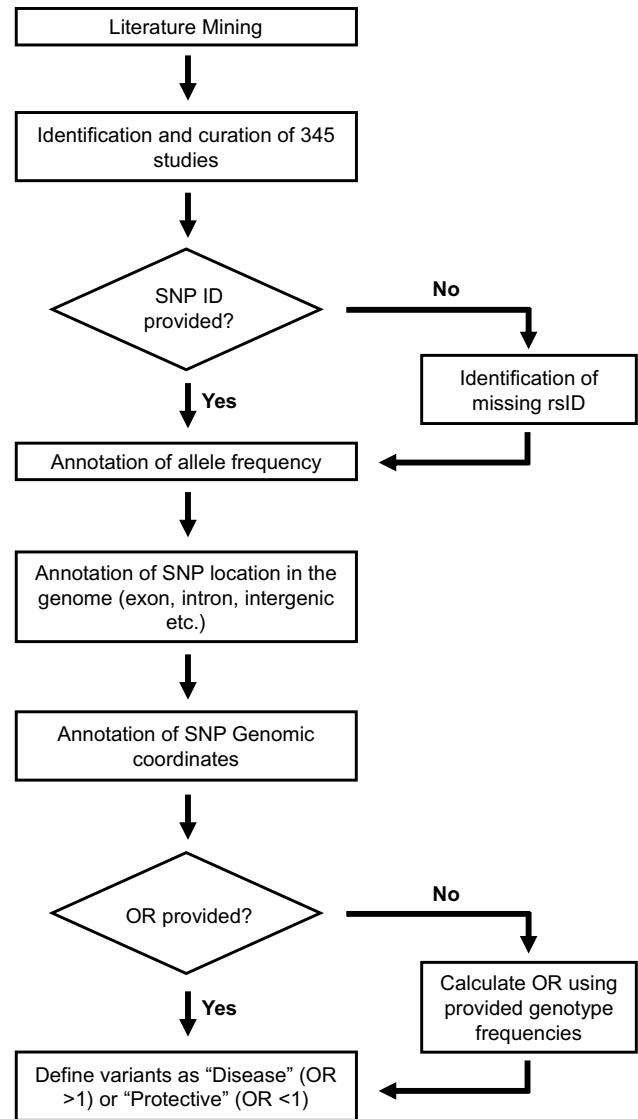 Literature Mining
Identification and curation of 345
studies
SNP ID
provided?
No
Identification of
missing rsID
Yes
Annotation of allele frequency
Annotation of SNP location in the
genome (exon, intron, intergenic
etc.)
Annotation of SNP Genomic
coordinates
OR provided?
No
Calculate OR using
provided genotype
frequencies
Yes
Define variants as “Disease” (OR
>1) or “Protective” (OR <1)